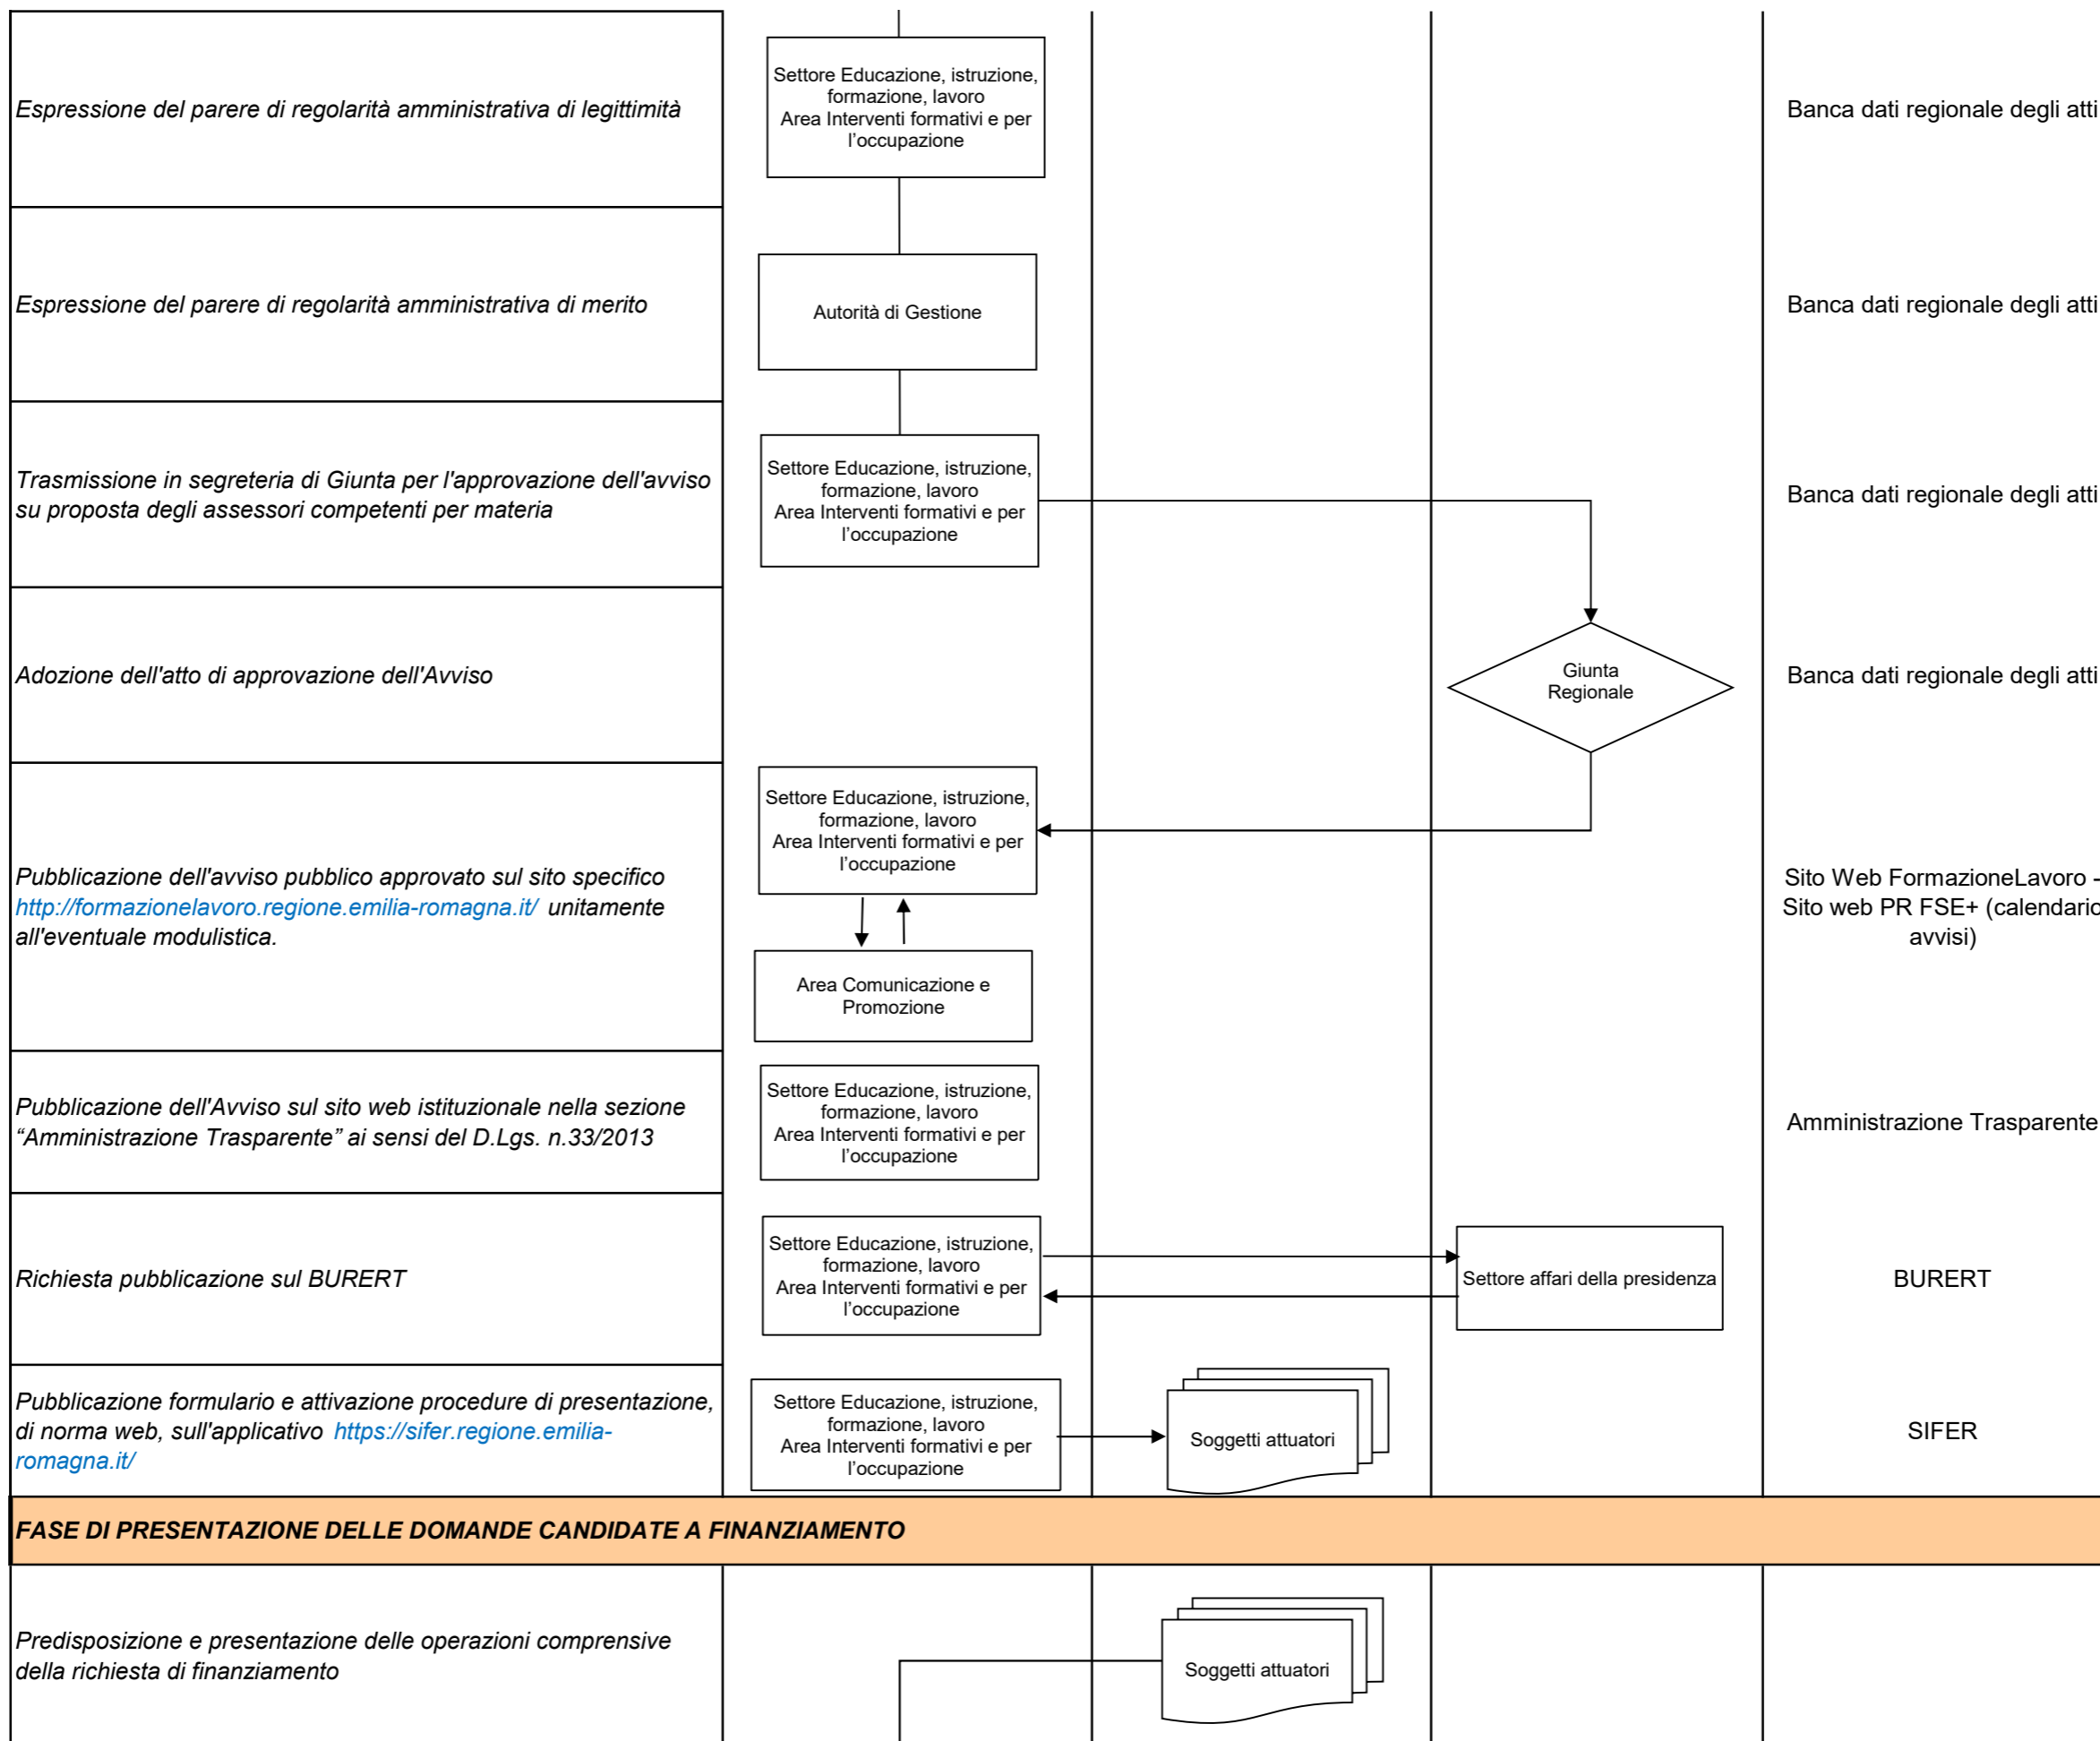 Espressione del parere di regolarità amministrativa di legittimità
Settore Educazione, istruzione,
formazione, lavoro
Area Interventi formativi e per
l’occupazione
Banca dati regionale degli atti
Espressione del parere di regolarità amministrativa di merito
Autorità di Gestione
Banca dati regionale degli atti
Trasmissione in segreteria di Giunta per l'approvazione dell'avviso
su proposta degli assessori competenti per materia
Settore Educazione, istruzione,
formazione, lavoro
Area Interventi formativi e per
l’occupazione
Banca dati regionale degli atti
Adozione dell'atto di approvazione dell'Avviso
Giunta
Regionale
Banca dati regionale degli atti
Pubblicazione dell'avviso pubblico approvato sul sito specifico
http://formazionelavoro.regione.emilia-romagna.it/ unitamente
all'eventuale modulistica.
Settore Educazione, istruzione,
formazione, lavoro
Area Interventi formativi e per
l’occupazione
Area Comunicazione e
Promozione
Sito Web FormazioneLavoro -
Sito web PR FSE+ (calendario
avvisi)
Pubblicazione dell'Avviso sul sito web istituzionale nella sezione
“Amministrazione Trasparente” ai sensi del D.Lgs. n.33/2013
Settore Educazione, istruzione,
formazione, lavoro
Area Interventi formativi e per
l’occupazione
Amministrazione Trasparente
Richiesta pubblicazione sul BURERT
Settore Educazione, istruzione,
formazione, lavoro
Area Interventi formativi e per
l’occupazione
Settore affari della presidenza
BURERT
Pubblicazione formulario e attivazione procedure di presentazione,
di norma web, sull'applicativo https://sifer.regione.emilia-
romagna.it/
Settore Educazione, istruzione,
formazione, lavoro
Area Interventi formativi e per
l’occupazione
Soggetti attuatori
SIFER
FASE DI PRESENTAZIONE DELLE DOMANDE CANDIDATE A FINANZIAMENTO
Predisposizione e presentazione delle operazioni comprensive
della richiesta di finanziamento
Soggetti attuatori